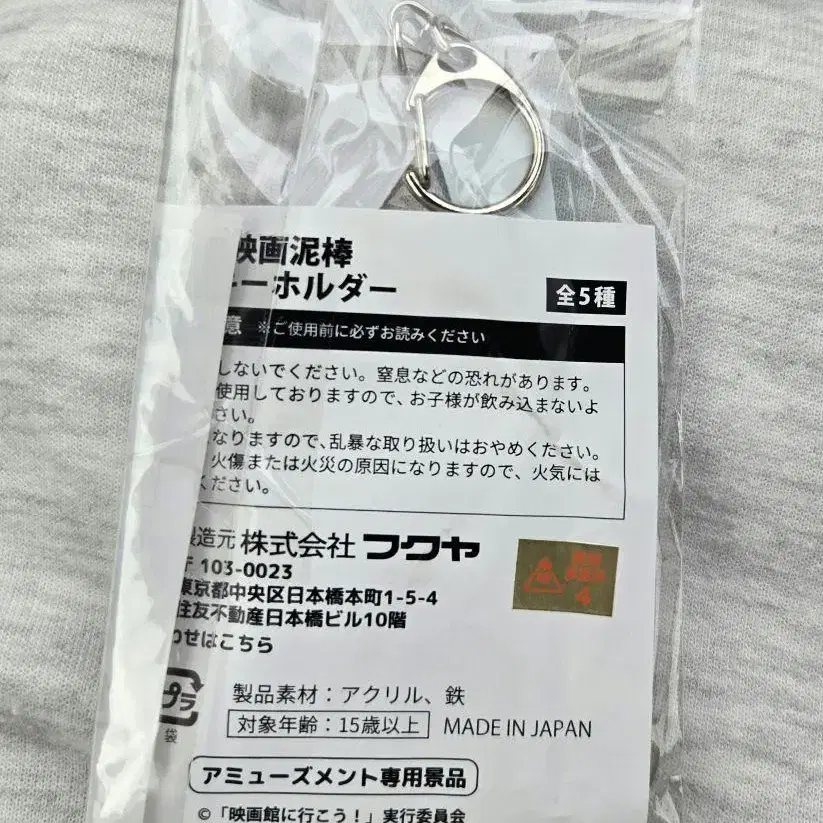 映画泥棒
ーホルダー
全5種
意 ※ご使用前に必ずお読みください
しないでください。窒息などの恐れがあります。
使用しておりますので、お子様が飲み込まないよ
さい。
なりますので、乱暴な取り扱いはおやめください。
火傷または火災の原因になりますので、火気には
ください。
製造元 株式会社 フクヤ
〒103-0023
東京都中央区日本橋本町1-5-4
住友不動産日本橋ビル10階
わせはこちら
プラ
袋
製品素材：アクリル、鉄
対象年齢：15歳以上 MADE IN JAPAN
アミューズメント専用景品
©「映画館に行こう！」実行委員会
4